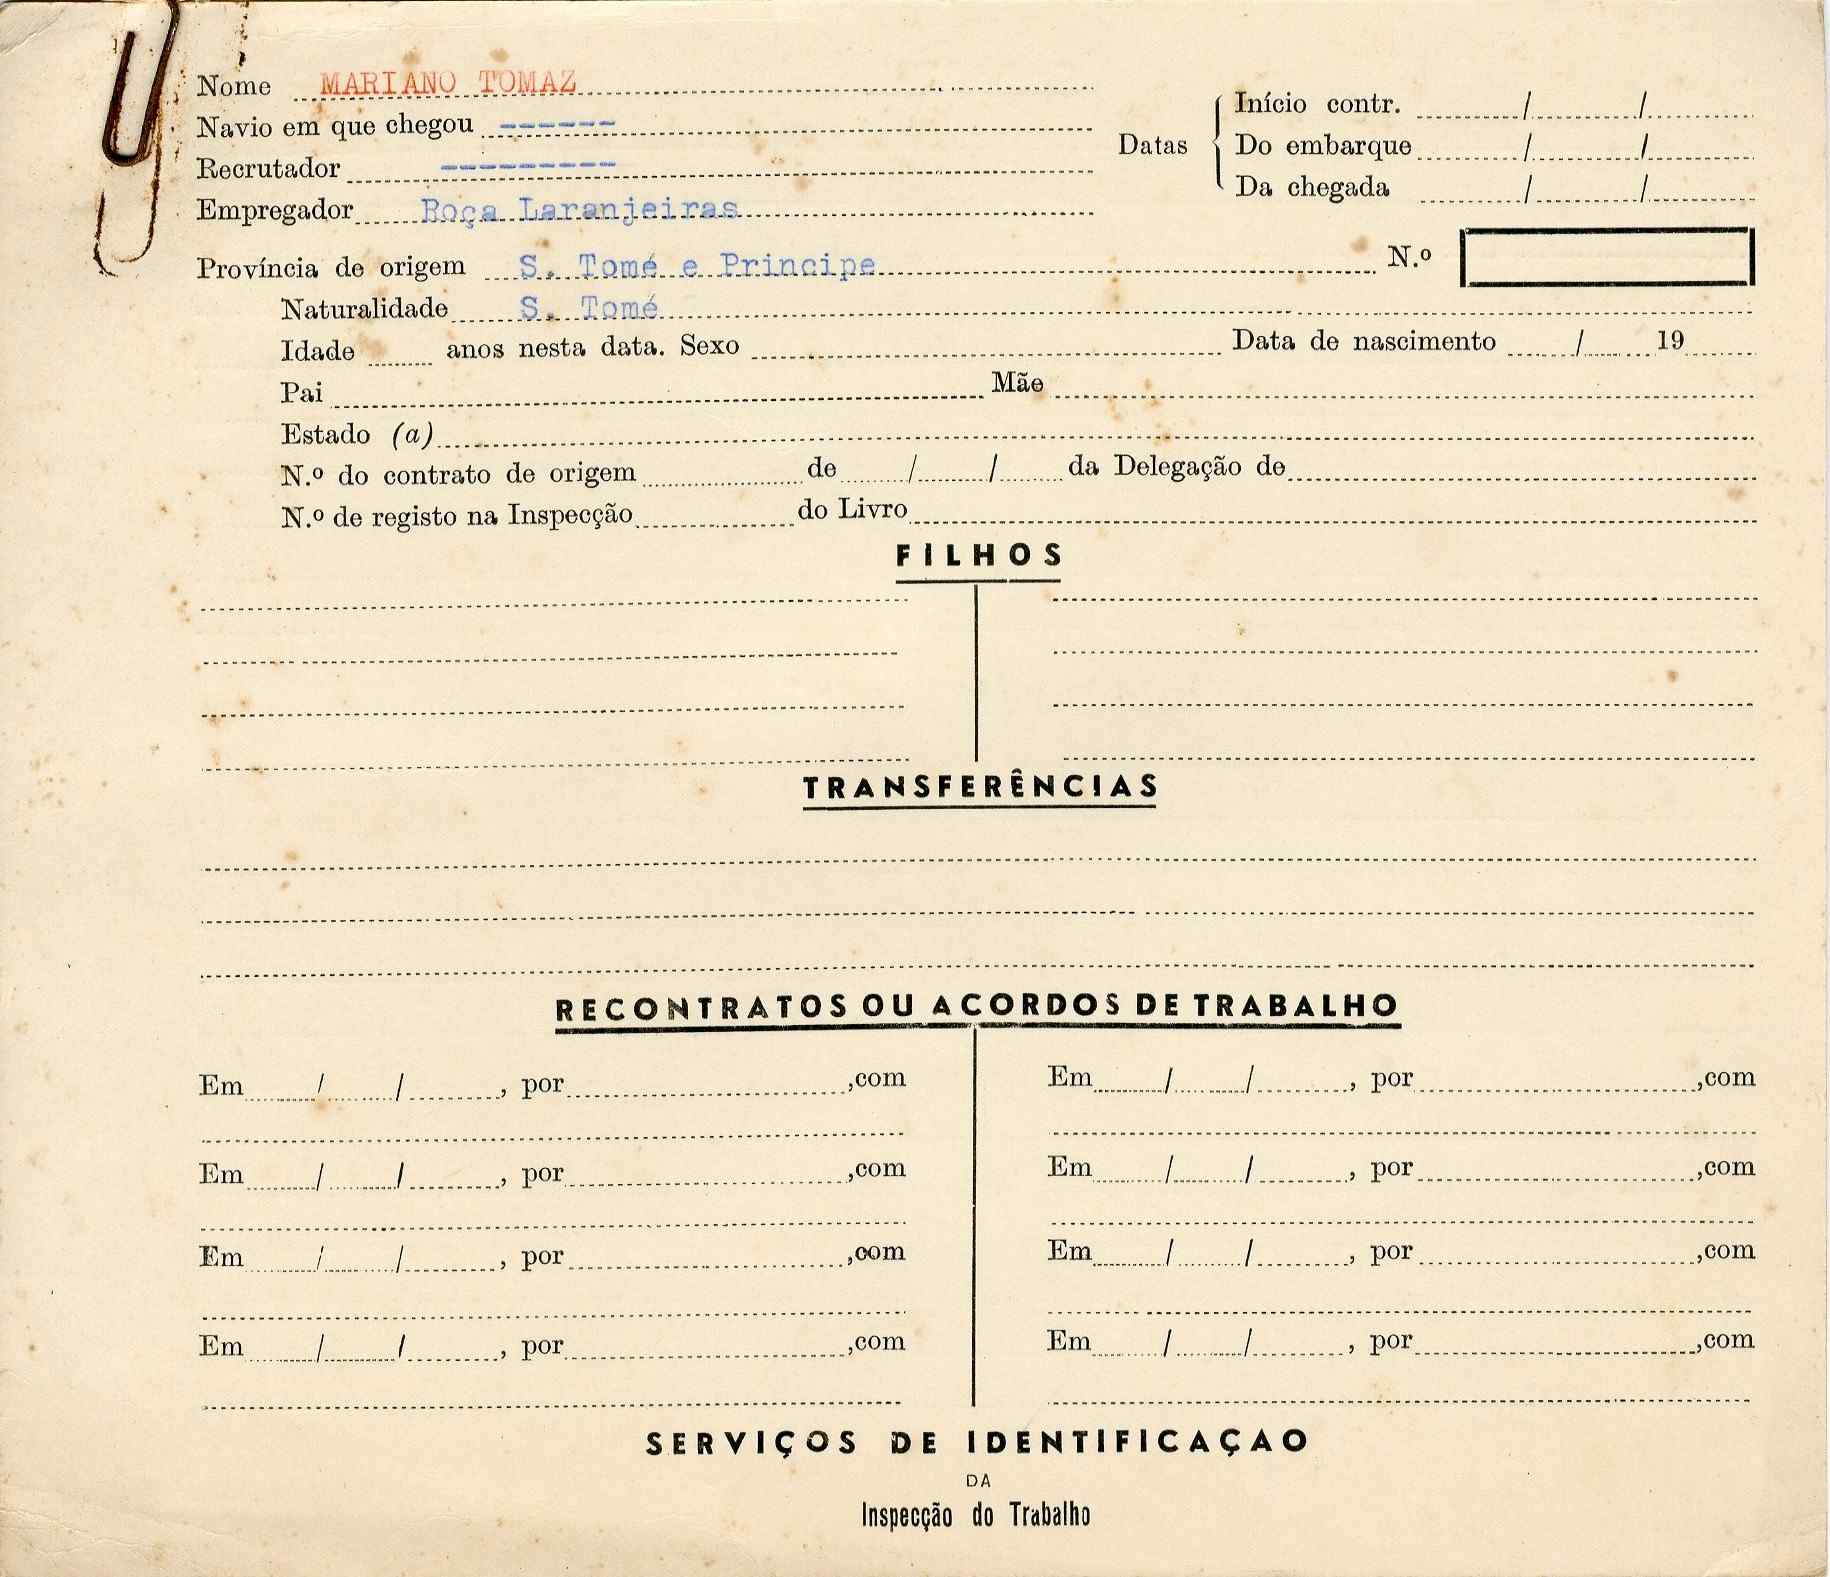 Nome MARIANO TOMAZ
Navio em que chegou ------
Recrutador ---------
Empregador Roça Laranjeiras
Datas
Início contr. / /
Do embarque / /
Da chegada / /
Província de origem S. Tomé e Principe N.º
Naturalidade S. Tomé
Idade anos nesta data. Sexo Data de nascimento / 19
Pai Mãe
Estado (a)
N.º do contrato de origem de / / da Delegação de
N.º de registo na Inspecção do Livro
FILHOS
TRANSFERÊNCIAS
RECONTRATOS OU ACORDOS DE TRABALHO
Em / / , por ,com Em / / , por ,com
Em / / , por ,com Em / / , por ,com
Em / / , por ,com Em / / , por ,com
Em / / , por ,com Em / / , por ,com
SERVIÇOS DE IDENTIFICAÇAO
DA
Inspecção do Trabalho